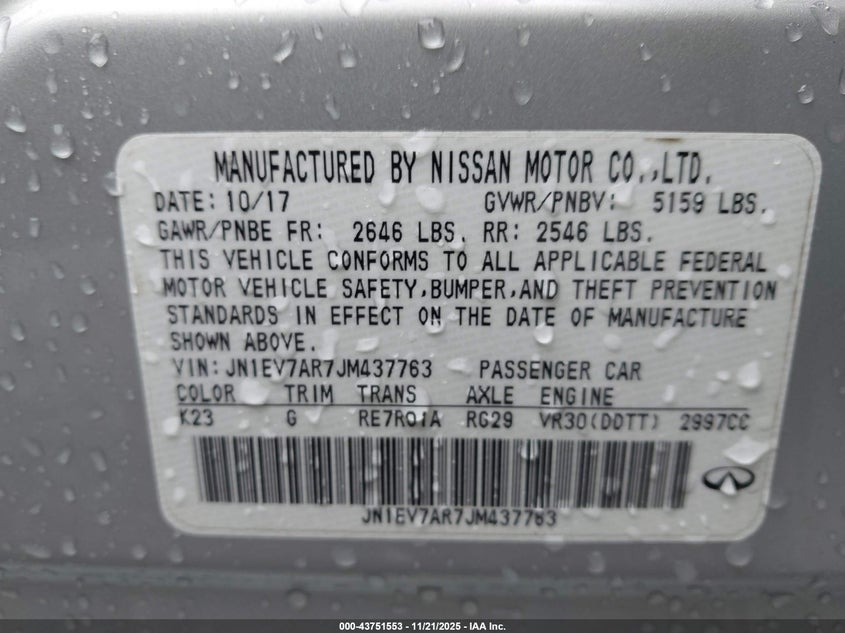 MANUFACTURED BY NISSAN MOTOR CO.,LTD.
DATE: 10/17 GVWR/PNBV: 5159 LBS.
GAWR/PNBE FR: 2646 LBS. RR: 2546 LBS.
THIS VEHICLE CONFORMS TO ALL APPLICABLE FEDERAL
MOTOR VEHICLE SAFETY,BUMPER,AND THEFT PREVENTION
STANDARDS IN EFFECT ON THE DATE OF MANUFACTURE
SHOWN ABOVE.
VIN: JN1EV7AR7JM437763 PASSENGER CAR
COLOR TRIM TRANS AXLE ENGINE
K23 G RE7R01A RG29 VR30(DDTT) 2997CC
JN1EV7AR7JM437763
000-43751553 - 11/21/2025 - IAA Inc.